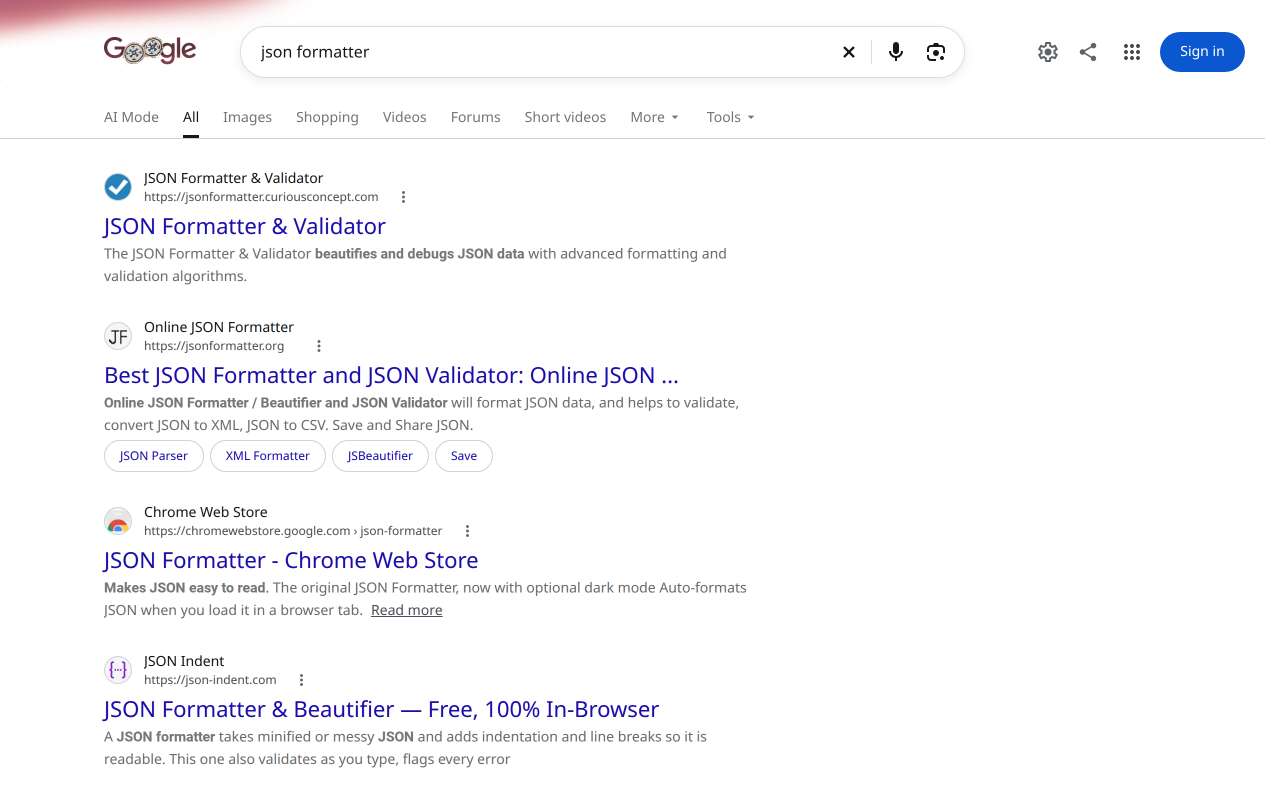 Google
json formatter
Sign in
AI Mode
All
Images
Shopping
Videos
Forums
Short videos
More
Tools
JSON Formatter & Validator
https://jsonformatter.curiousconcept.com
JSON Formatter & Validator
The JSON Formatter & Validator beautifies and debugs JSON data with advanced formatting and
validation algorithms.
JF
Online JSON Formatter
https://jsonformatter.org
Best JSON Formatter and JSON Validator: Online JSON ...
Online JSON Formatter / Beautifier and JSON Validator will format JSON data, and helps to validate,
convert JSON to XML, JSON to CSV. Save and Share JSON.
JSON Parser
XML Formatter
JSBeautifier
Save
Chrome Web Store
https://chromewebstore.google.com › json-formatter
JSON Formatter - Chrome Web Store
Makes JSON easy to read. The original JSON Formatter, now with optional dark mode Auto-formats
JSON when you load it in a browser tab. Read more
JSON Indent
https://json-indent.com
JSON Formatter & Beautifier — Free, 100% In-Browser
A JSON formatter takes minified or messy JSON and adds indentation and line breaks so it is
readable. This one also validates as you type, flags every error